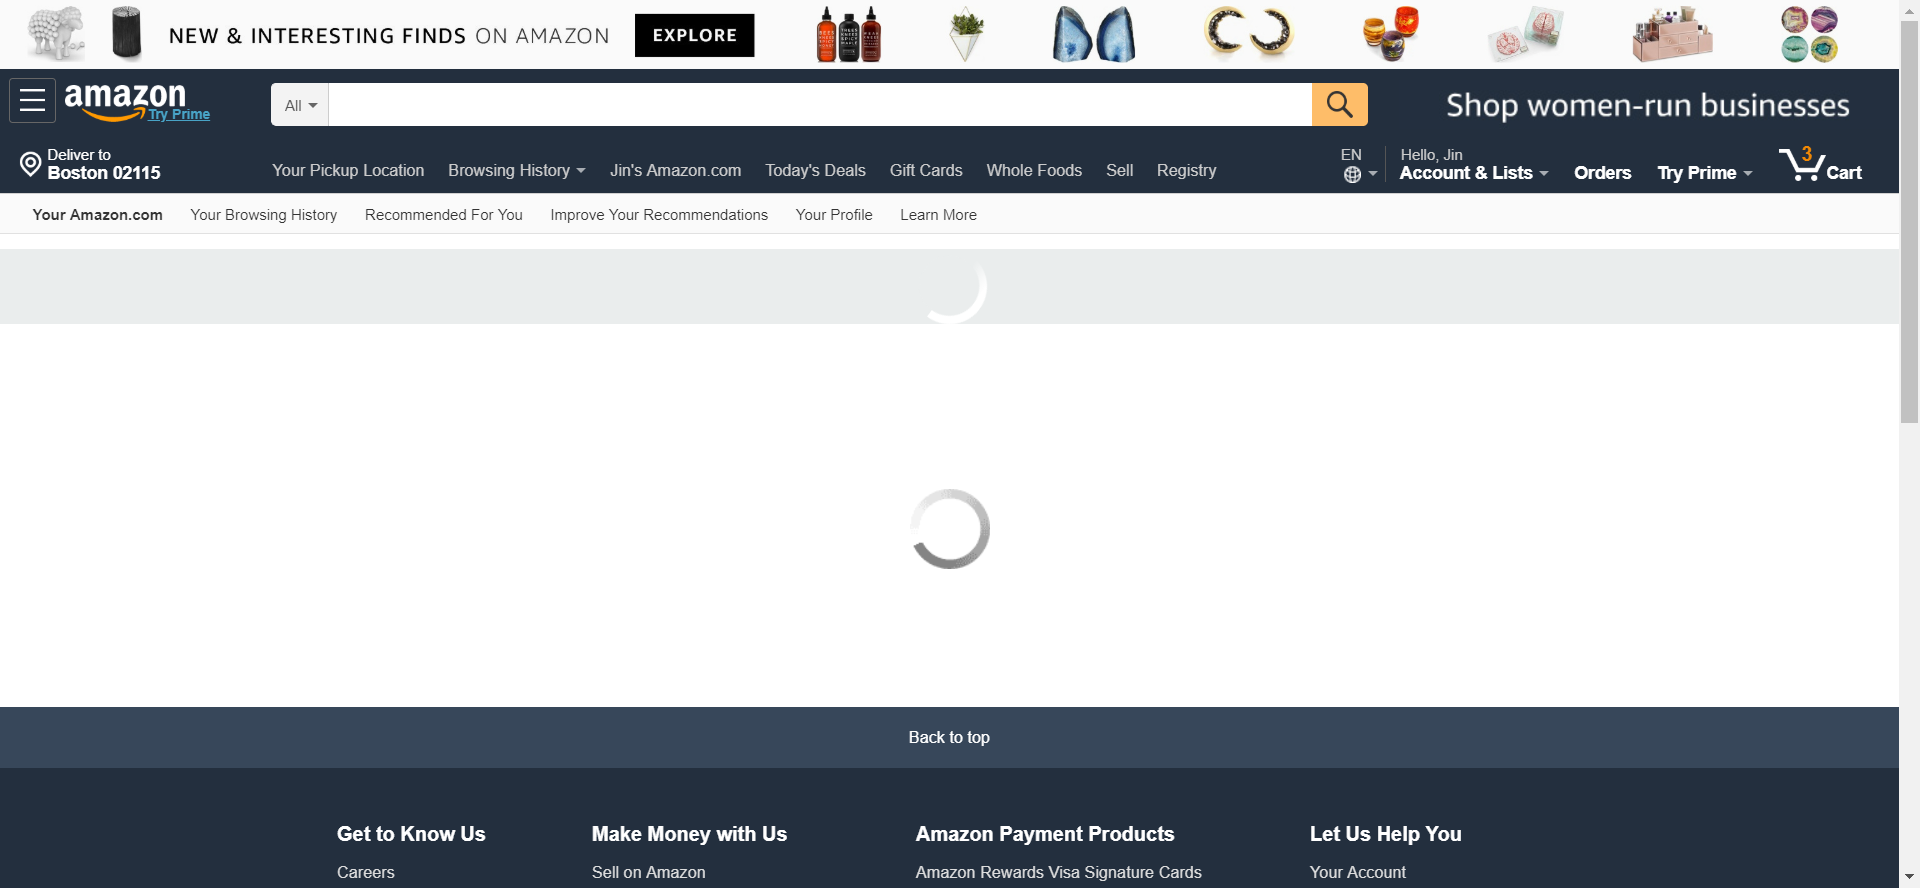 NEW & INTERESTING FINDS ON AMAZON EXPLORE
amazon
Try Prime
All
Shop women-run businesses
Deliver to
Boston 02115
Your Pickup Location Browsing History Jin's Amazon.com Today's Deals Gift Cards Whole Foods Sell Registry
EN
Hello, Jin
Account & Lists Orders Try Prime 3 Cart
Your Amazon.com Your Browsing History Recommended For You Improve Your Recommendations Your Profile Learn More
Back to top
Get to Know Us Make Money with Us Amazon Payment Products Let Us Help You
Careers Sell on Amazon Amazon Rewards Visa Signature Cards Your Account